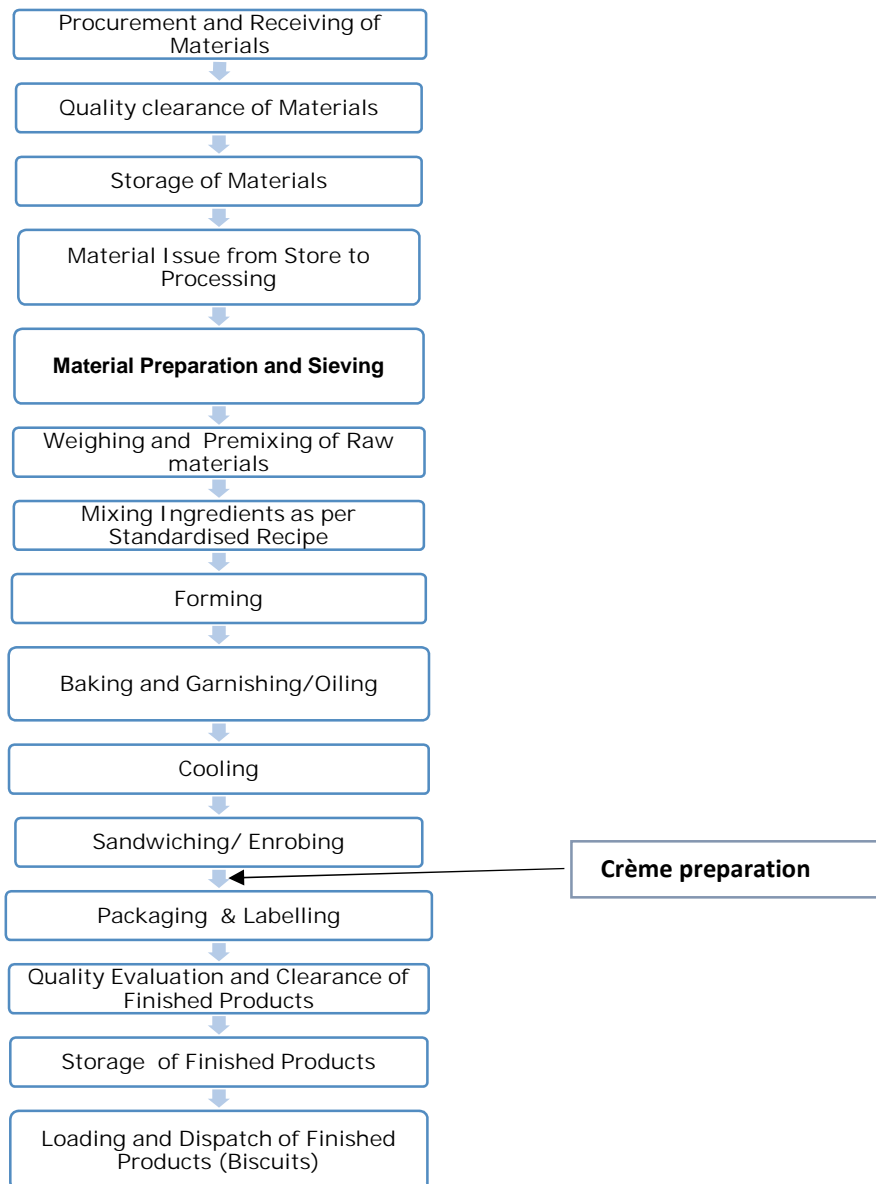 Procurement and Receiving of
Materials
Quality clearance of Materials
Storage of Materials
Material Issue from Store to
Processing
Material Preparation and Sieving
Weighing and Premixing of Raw
materials
Mixing Ingredients as per
Standardised Recipe
Forming
Baking and Garnishing/Oiling
Cooling
Sandwiching/ Enrobing
Crème preparation
Packaging & Labelling
Quality Evaluation and Clearance of
Finished Products
Storage of Finished Products
Loading and Dispatch of Finished
Products (Biscuits)